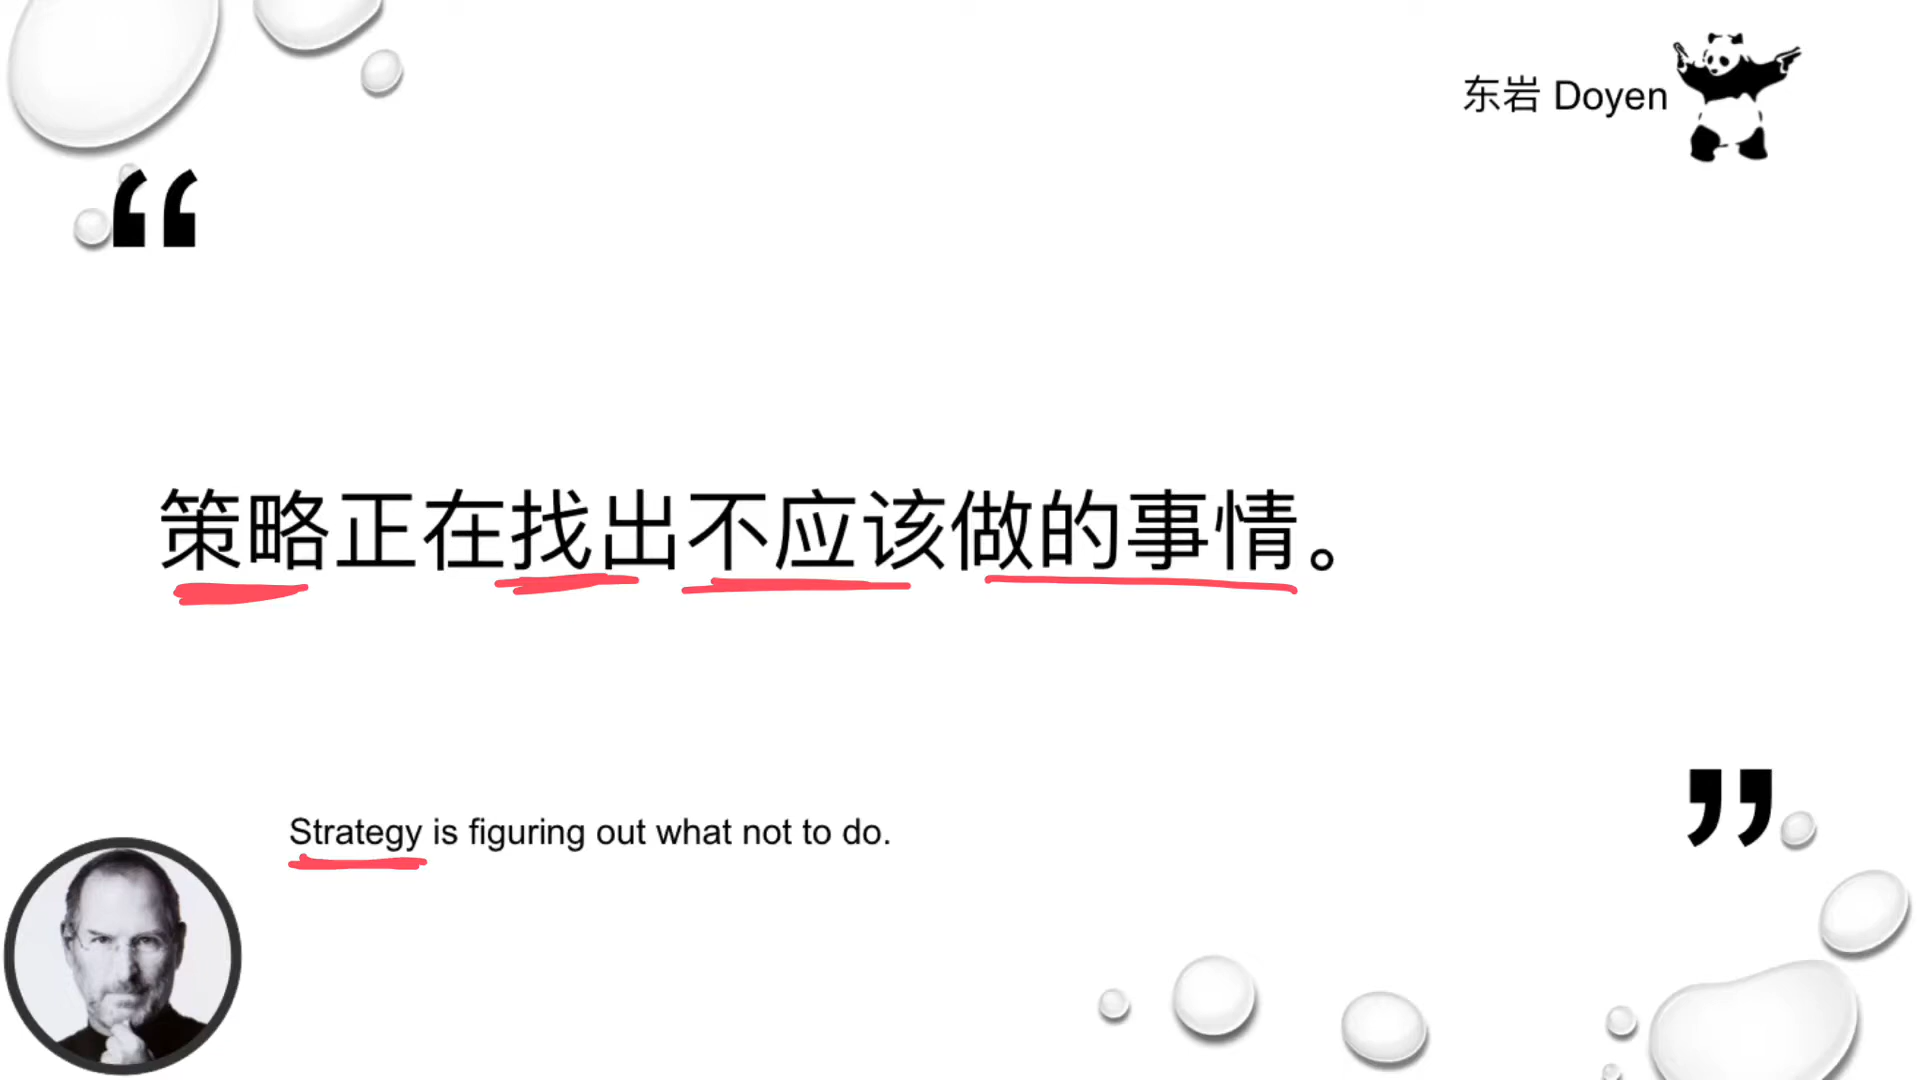 东岩 Doyen
“
策略正在找出不应该做的事情。
Strategy is figuring out what not to do.
”